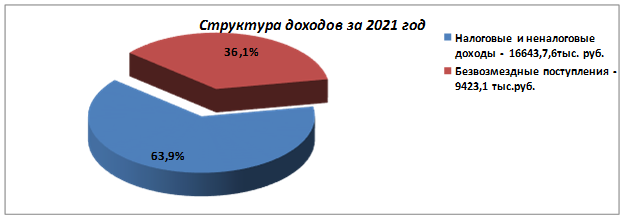 Структура доходов за 2021 год
36,1%
63,9%
Налоговые и неналоговые
доходы - 16643,7,6тыс. руб.
Безвозмездные поступления -
9423,1 тыс.руб.